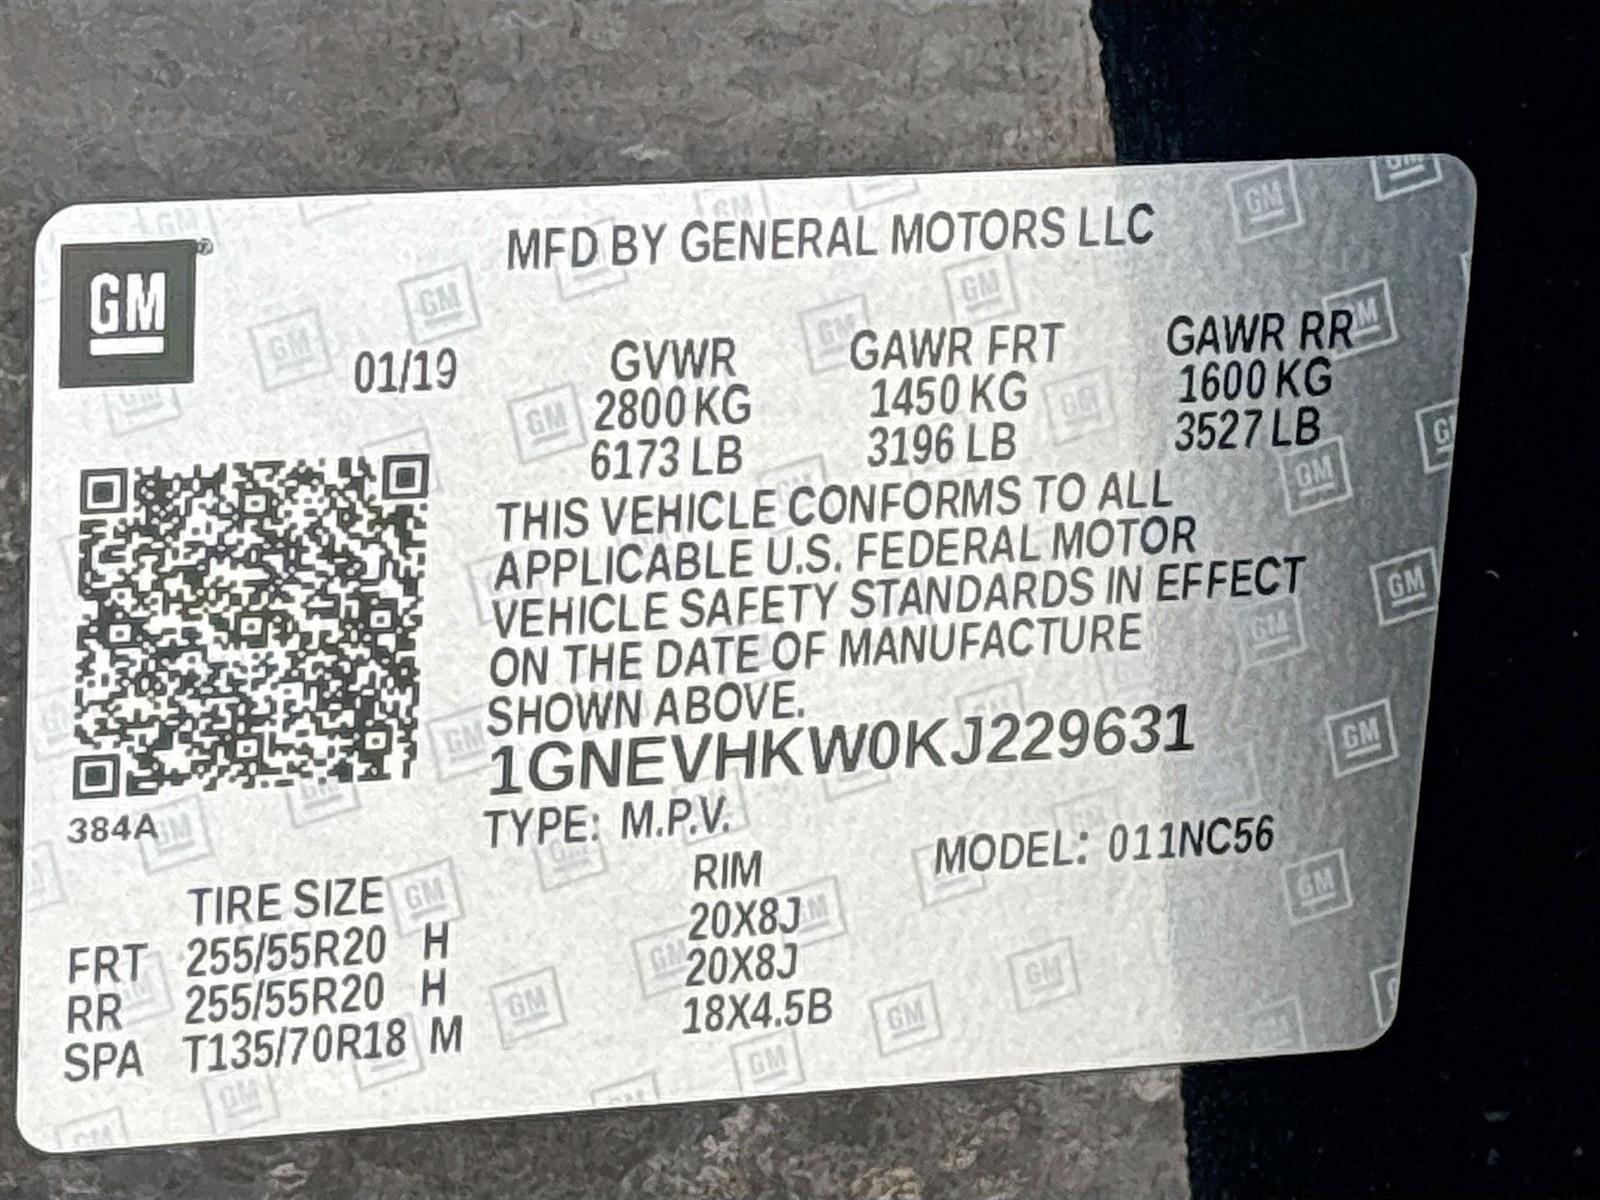 MFD BY GENERAL MOTORS LLC
GM
01/19
GVWR GAWR FRT GAWR RR
2800 KG 1450 KG 1600 KG
6173 LB 3196 LB 3527 LB
THIS VEHICLE CONFORMS TO ALL
APPLICABLE U.S. FEDERAL MOTOR
VEHICLE SAFETY STANDARDS IN EFFECT
ON THE DATE OF MANUFACTURE
SHOWN ABOVE.
1GNEVHKW0KJ229631
384A
TYPE: M.P.V. MODEL: 011NC56
TIRE SIZE RIM
FRT 255/55R20 H 20X8J
RR 255/55R20 H 20X8J
SPA T135/70R18 M 18X4.5B